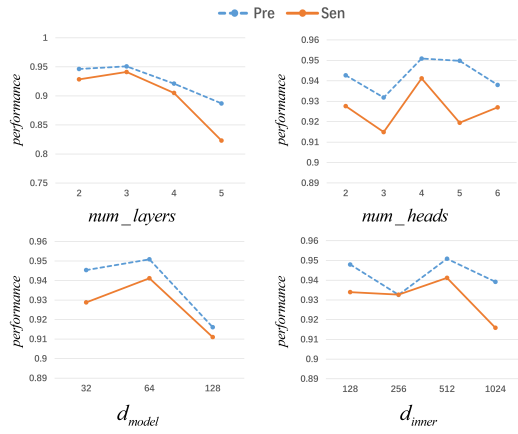 Pre Sen
1
0.95
0.9
0.85
0.8
0.75
performance
2 3 4 5
num_layers
0.96
0.95
0.94
0.93
0.92
0.91
0.9
0.89
performance
2 3 4 5 6
num_heads
0.96
0.95
0.94
0.93
0.92
0.91
0.9
0.89
performance
32 64 128
d model
0.96
0.95
0.94
0.93
0.92
0.91
0.9
0.89
performance
128 256 512 1024
d inner